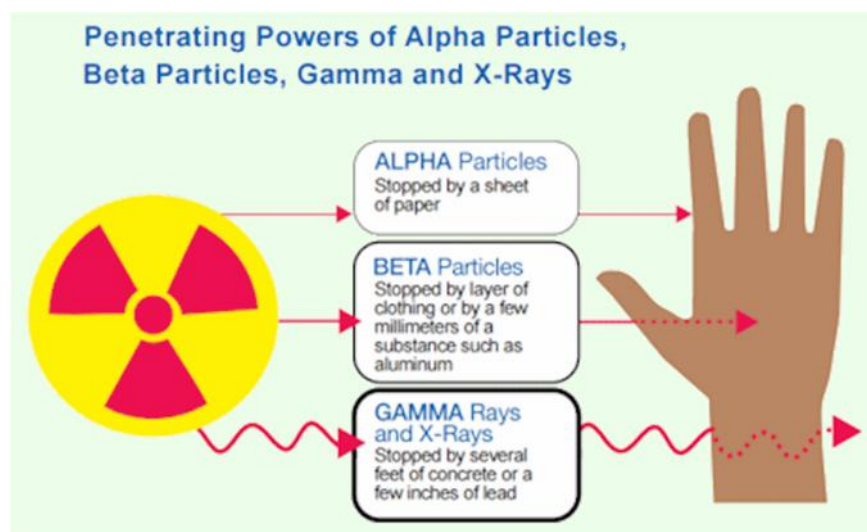 Penetrating Powers of Alpha Particles,
Beta Particles, Gamma and X-Rays
ALPHA Particles
Stopped by a sheet
of paper
BETA Particles
Stopped by layer of
clothing or by a few
millimeters of a
substance such as
aluminum
GAMMA Rays
and X-Rays
Stopped by several
feet of concrete or a
few inches of lead